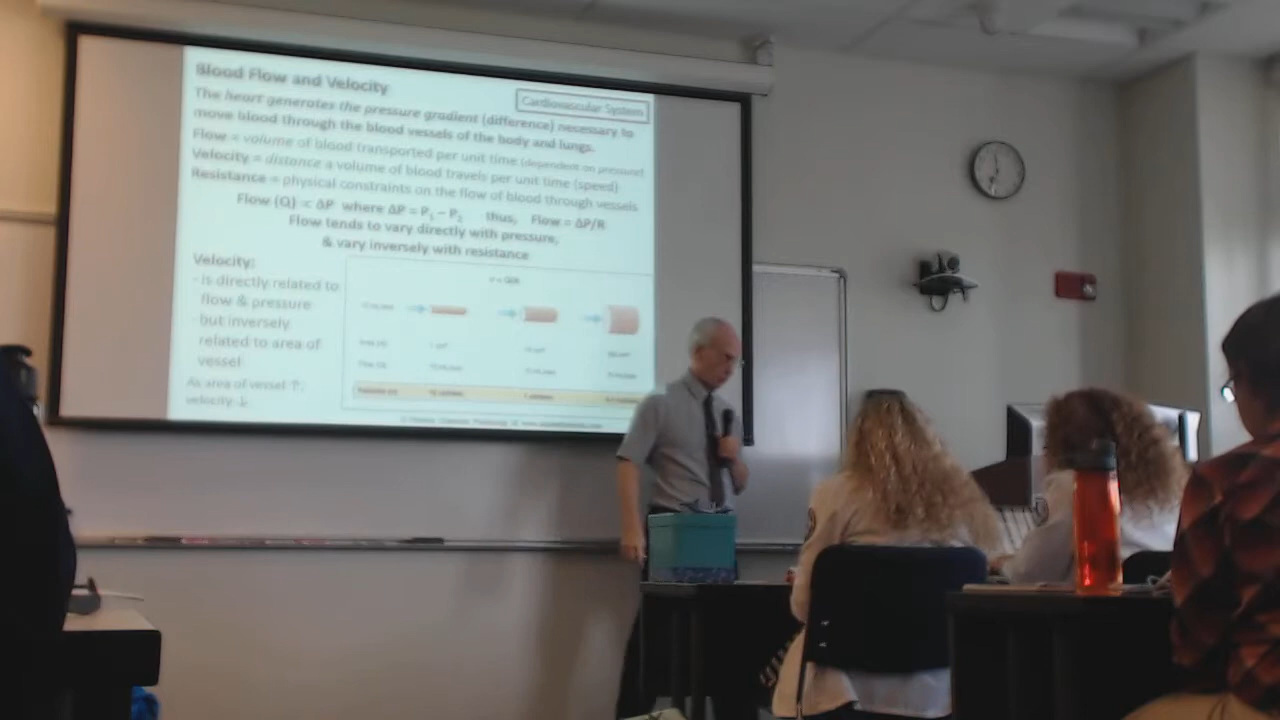 Blood Flow and Velocity
Cardiovascular System
The heart generates the pressure gradient (difference) necessary to
move blood through the blood vessels of the body and lungs.
Flow = volume of blood transported per unit time (dependent on pressure)
Velocity = distance a volume of blood travels per unit time (speed)
Resistance = physical constraints on the flow of blood through vessels
Flow (Q) ∝ ΔP where ΔP = P₁ – P₂ thus, Flow = ΔP/R
Flow tends to vary directly with pressure,
& vary inversely with resistance
Velocity:
- is directly related to
flow & pressure
- but inversely
related to area of
vessel
As area of vessel ↑,
velocity ↓